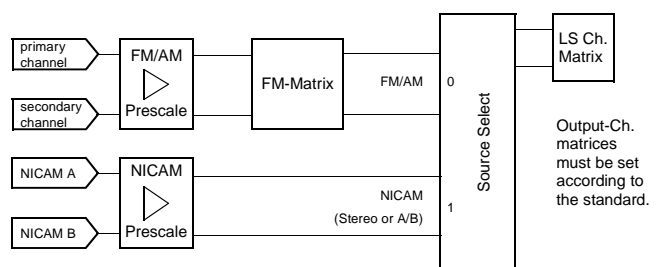 primary
channel
FM/AM
Prescale
secondary
channel
FM-Matrix
FM/AM
0
Source Select
LS Ch.
Matrix
NICAM A
NICAM
Prescale
NICAM B
NICAM
(Stereo or A/B)
1
Output-Ch.
matrices
must be set
according to
the standard.